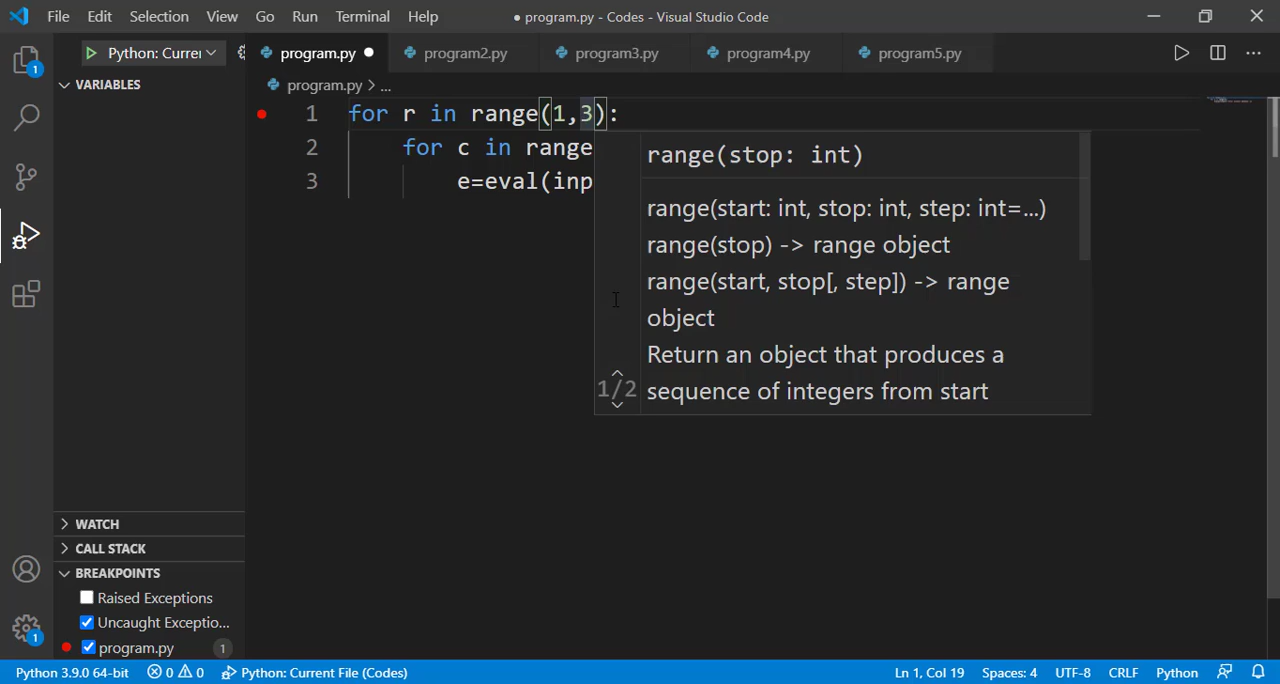 File Edit Selection View Go Run Terminal Help ● program.py - Codes - Visual Studio Code
Python: Currer program.py program2.py program3.py program4.py program5.py
1
VARIABLES
program.py > ...
1 for r in range(1,3):
2 for c in range
3 e=eval(inp
range(stop: int)
range(start: int, stop: int, step: int=...)
range(stop) -> range object
range(start, stop[, step]) -> range
object
Return an object that produces a
1/2 sequence of integers from start
WATCH
CALL STACK
BREAKPOINTS
Raised Exceptions
Uncaught Exceptio...
program.py 1
1
Python 3.9.0 64-bit 0 0 Python: Current File (Codes) Ln 1, Col 19 Spaces: 4 UTF-8 CRLF Python